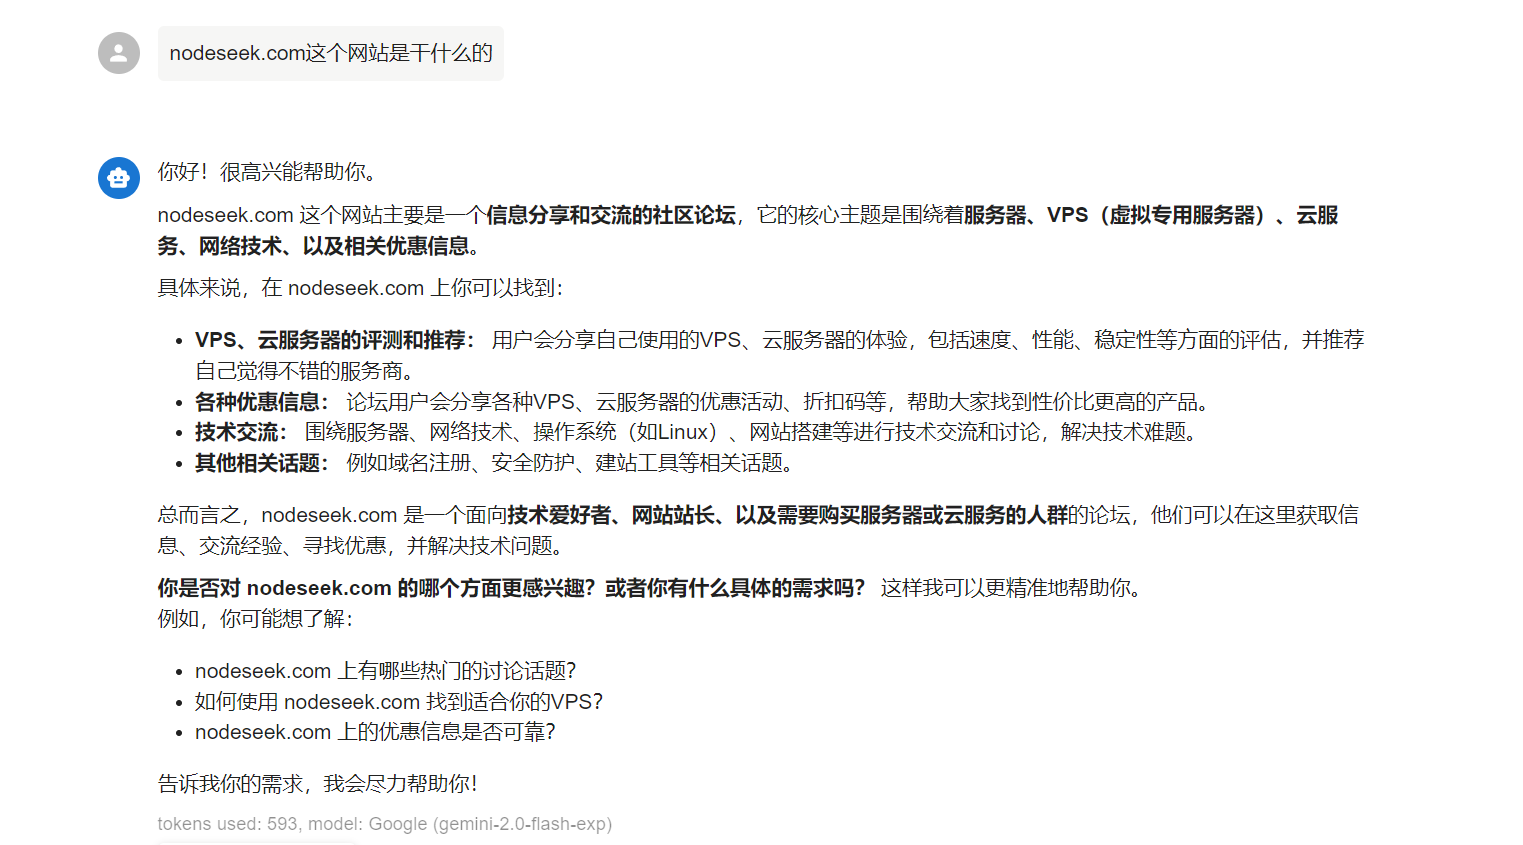 nodeseek.com这个网站是干什么的
你好！很高兴能帮助你。
nodeseek.com 这个网站主要是一个信息分享和交流的社区论坛，它的核心主题是围绕着服务器、VPS（虚拟专用服务器）、云服
务、网络技术、以及相关优惠信息。
具体来说，在 nodeseek.com 上你可以找到：
• VPS、云服务器的评测和推荐： 用户会分享自己使用的VPS、云服务器的体验，包括速度、性能、稳定性等方面的评估，并推荐
自己觉得不错的服务商。
• 各种优惠信息： 论坛用户会分享各种VPS、云服务器的优惠活动、折扣码等，帮助大家找到性价比更高的产品。
• 技术交流： 围绕服务器、网络技术、操作系统（如Linux）、网站搭建等进行技术交流和讨论，解决技术难题。
• 其他相关话题： 例如域名注册、安全防护、建站工具等相关话题。
总而言之，nodeseek.com 是一个面向技术爱好者、网站站长、以及需要购买服务器或云服务的人群的论坛，他们可以在这里获取信
息、交流经验、寻找优惠，并解决技术问题。
你是否对 nodeseek.com 的哪个方面更感兴趣？或者你有什么具体的需求吗？ 这样我可以更精准地帮助你。
例如，你可能想了解：
• nodeseek.com 上有哪些热门的讨论话题？
• 如何使用 nodeseek.com 找到适合你的VPS？
• nodeseek.com 上的优惠信息是否可靠？
告诉我你的需求，我会尽力帮助你！
tokens used: 593, model: Google (gemini-2.0-flash-exp)